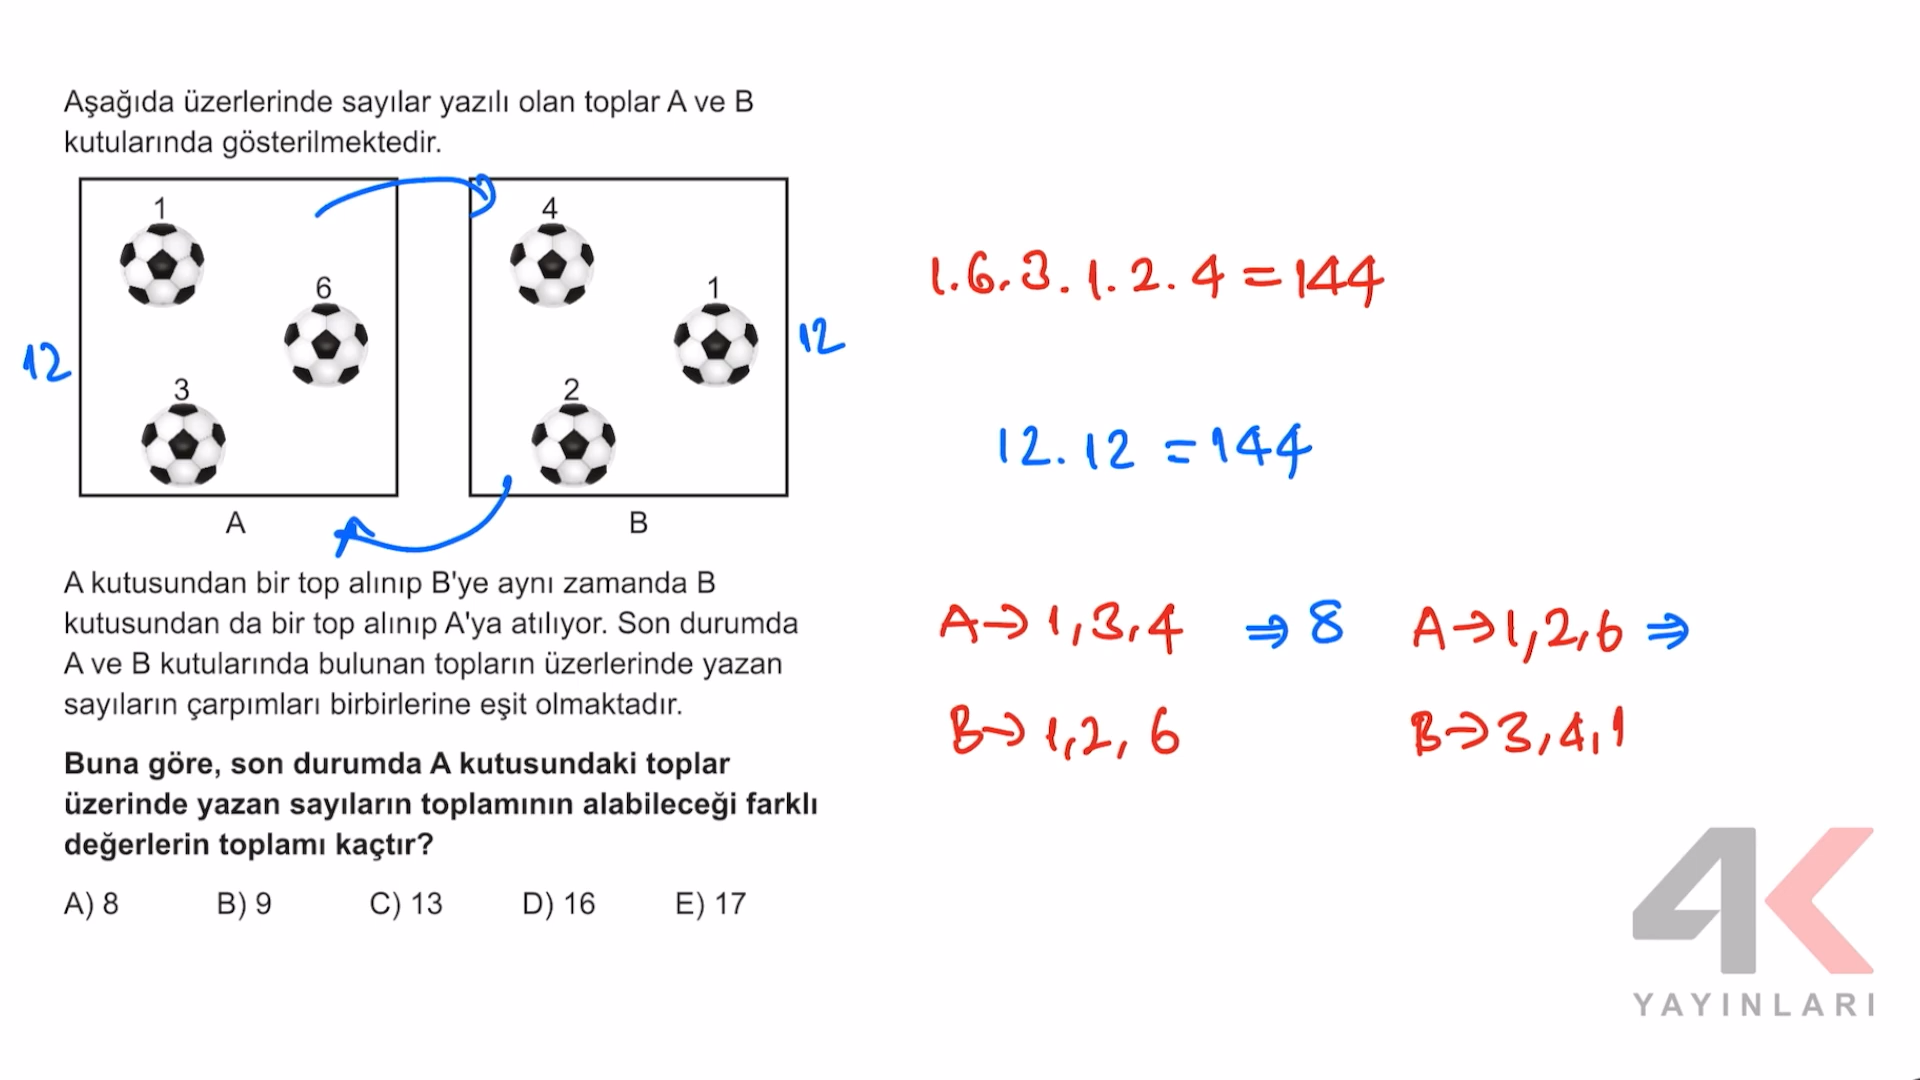 Aşağıda üzerlerinde sayılar yazılı olan toplar A ve B
kutularında gösterilmektedir.
1
6
3
12
A
4
1
2
12
B
A kutusundan bir top alınıp B'ye aynı zamanda B
kutusundan da bir top alınıp A'ya atılıyor. Son durumda
A ve B kutularında bulunan topların üzerlerinde yazan
sayıların çarpımları birbirlerine eşit olmaktadır.
Buna göre, son durumda A kutusundaki toplar
üzerinde yazan sayıların toplamının alabileceği farklı
değerlerin toplamı kaçtır?
A) 8 B) 9 C) 13 D) 16 E) 17
1.6.3.1.2.4=144
12.12=144
A→1,3,4 ⇒8
B→1,2,6
A→1,2,6⇒
B→3,4,1
4K
YAYINLARI